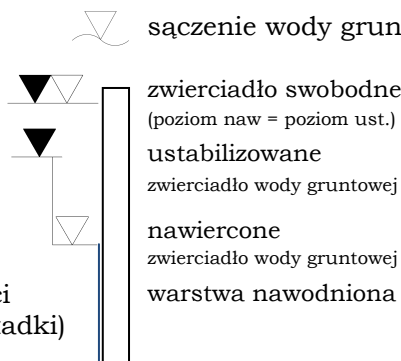 sączenie wody grun
zwierciadło swobodne
(poziom naw = poziom ust.)
ustabilizowane
zwierciadło wody gruntowej
nawiercone
zwierciadło wody gruntowej
warstwa nawodniona
i
adki)